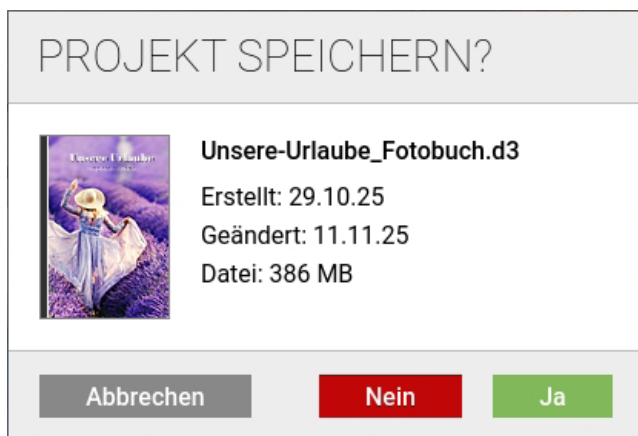 PROJEKT SPEICHERN?
Unsere Urlaube
Unsere-Urlaube_Fotobuch.d3
Erstellt: 29.10.25
Geändert: 11.11.25
Datei: 386 MB
Abbrechen
Nein
Ja